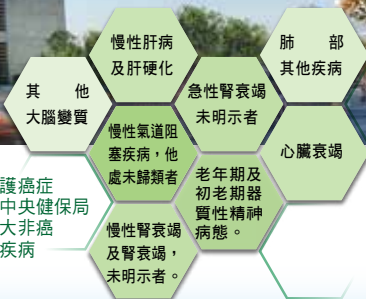 慢性肝病
及肝硬化
肺 部
其他疾病
其 他
大腦變質
急性腎衰竭
未明示者
慢性氣道阻
塞疾病，他
處未歸類者
心臟衰竭
護癌症
中央健保局
大非癌
疾病
老年期及
初老期器
質性精神
病態。
慢性腎衰竭
及腎衰竭，
未明示者。